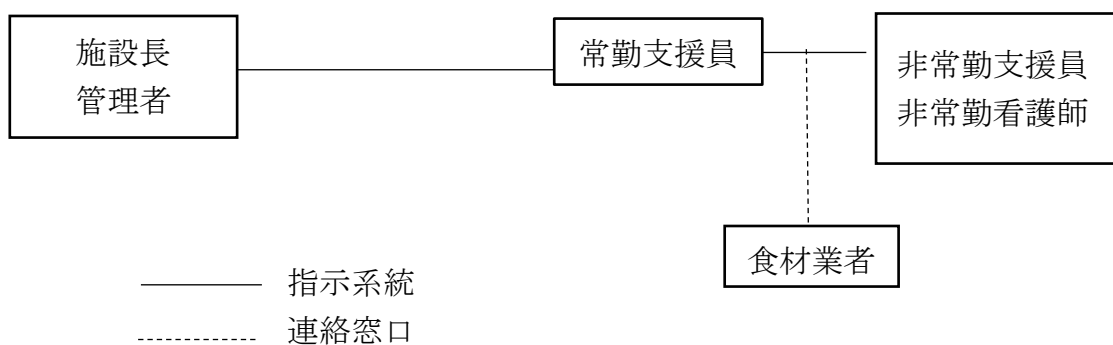 施設長
管理者
常勤支援員
非常勤支援員
非常勤看護師
食材業者
指示系統
連絡窓口